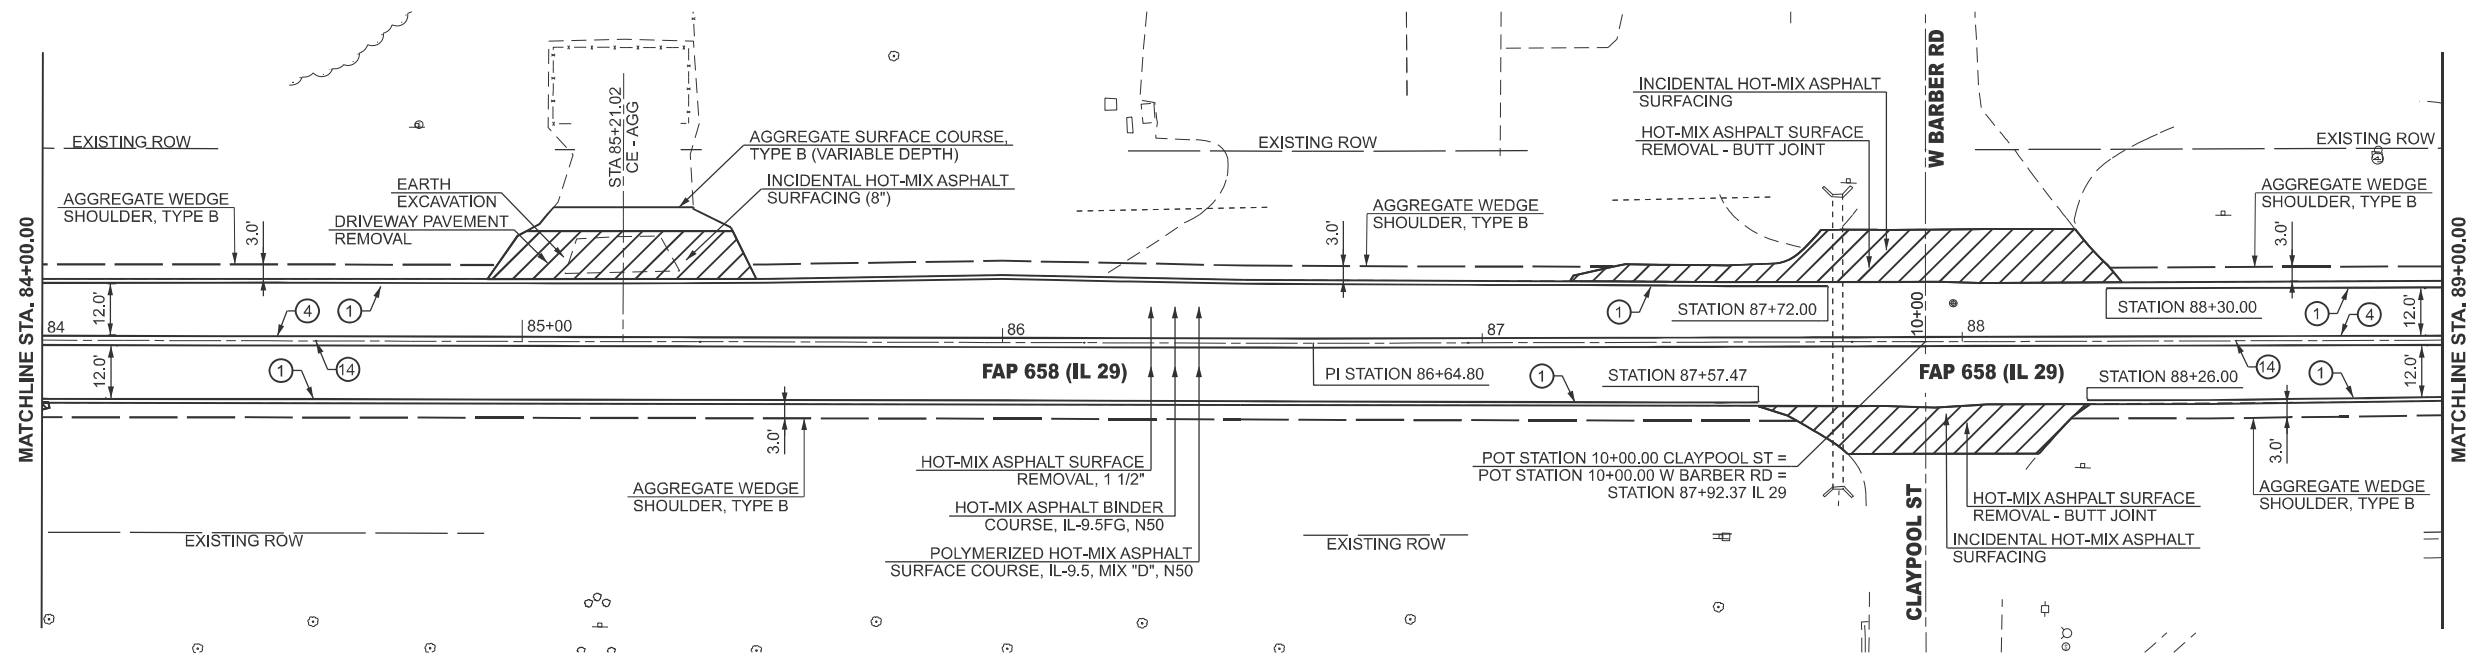 MATCHLINE STA. 84+00.00
EXISTING ROW
AGGREGATE WEDGE
SHOULDER, TYPE B
3.0'
12.0'
12.0'
84
4
1
1
14
EARTH
EXCAVATION
DRIVEWAY PAVEMENT
REMOVAL
STA 85+21.02
CE - AGG
AGGREGATE SURFACE COURSE,
TYPE B (VARIABLE DEPTH)
INCIDENTAL HOT-MIX ASPHALT
SURFACING (8")
85+00
86
FAP 658 (IL 29)
3.0'
AGGREGATE WEDGE
SHOULDER, TYPE B
EXISTING ROW
HOT-MIX ASPHALT SURFACE
REMOVAL, 1 1/2"
HOT-MIX ASPHALT BINDER
COURSE, IL-9.5FG, N50
POLYMERIZED HOT-MIX ASPHALT
SURFACE COURSE, IL-9.5, MIX "D", N50
EXISTING ROW
3.0'
AGGREGATE WEDGE
SHOULDER, TYPE B
PI STATION 86+64.80
87
1
1
STATION 87+72.00
STATION 87+57.47
INCIDENTAL HOT-MIX ASPHALT
SURFACING
HOT-MIX ASHPALT SURFACE
REMOVAL - BUTT JOINT
W BARBER RD
10+00
88
FAP 658 (IL 29)
STATION 88+30.00
STATION 88+26.00
POT STATION 10+00.00 CLAYPOOL ST =
POT STATION 10+00.00 W BARBER RD =
STATION 87+92.37 IL 29
EXISTING ROW
CLAYPOOL ST
HOT-MIX ASHPALT SURFACE
REMOVAL - BUTT JOINT
INCIDENTAL HOT-MIX ASPHALT
SURFACING
EXISTING ROW
AGGREGATE WEDGE
SHOULDER, TYPE B
3.0'
1
4
12.0'
14
1
12.0'
3.0'
AGGREGATE WEDGE
SHOULDER, TYPE B
MATCHLINE STA. 89+00.00